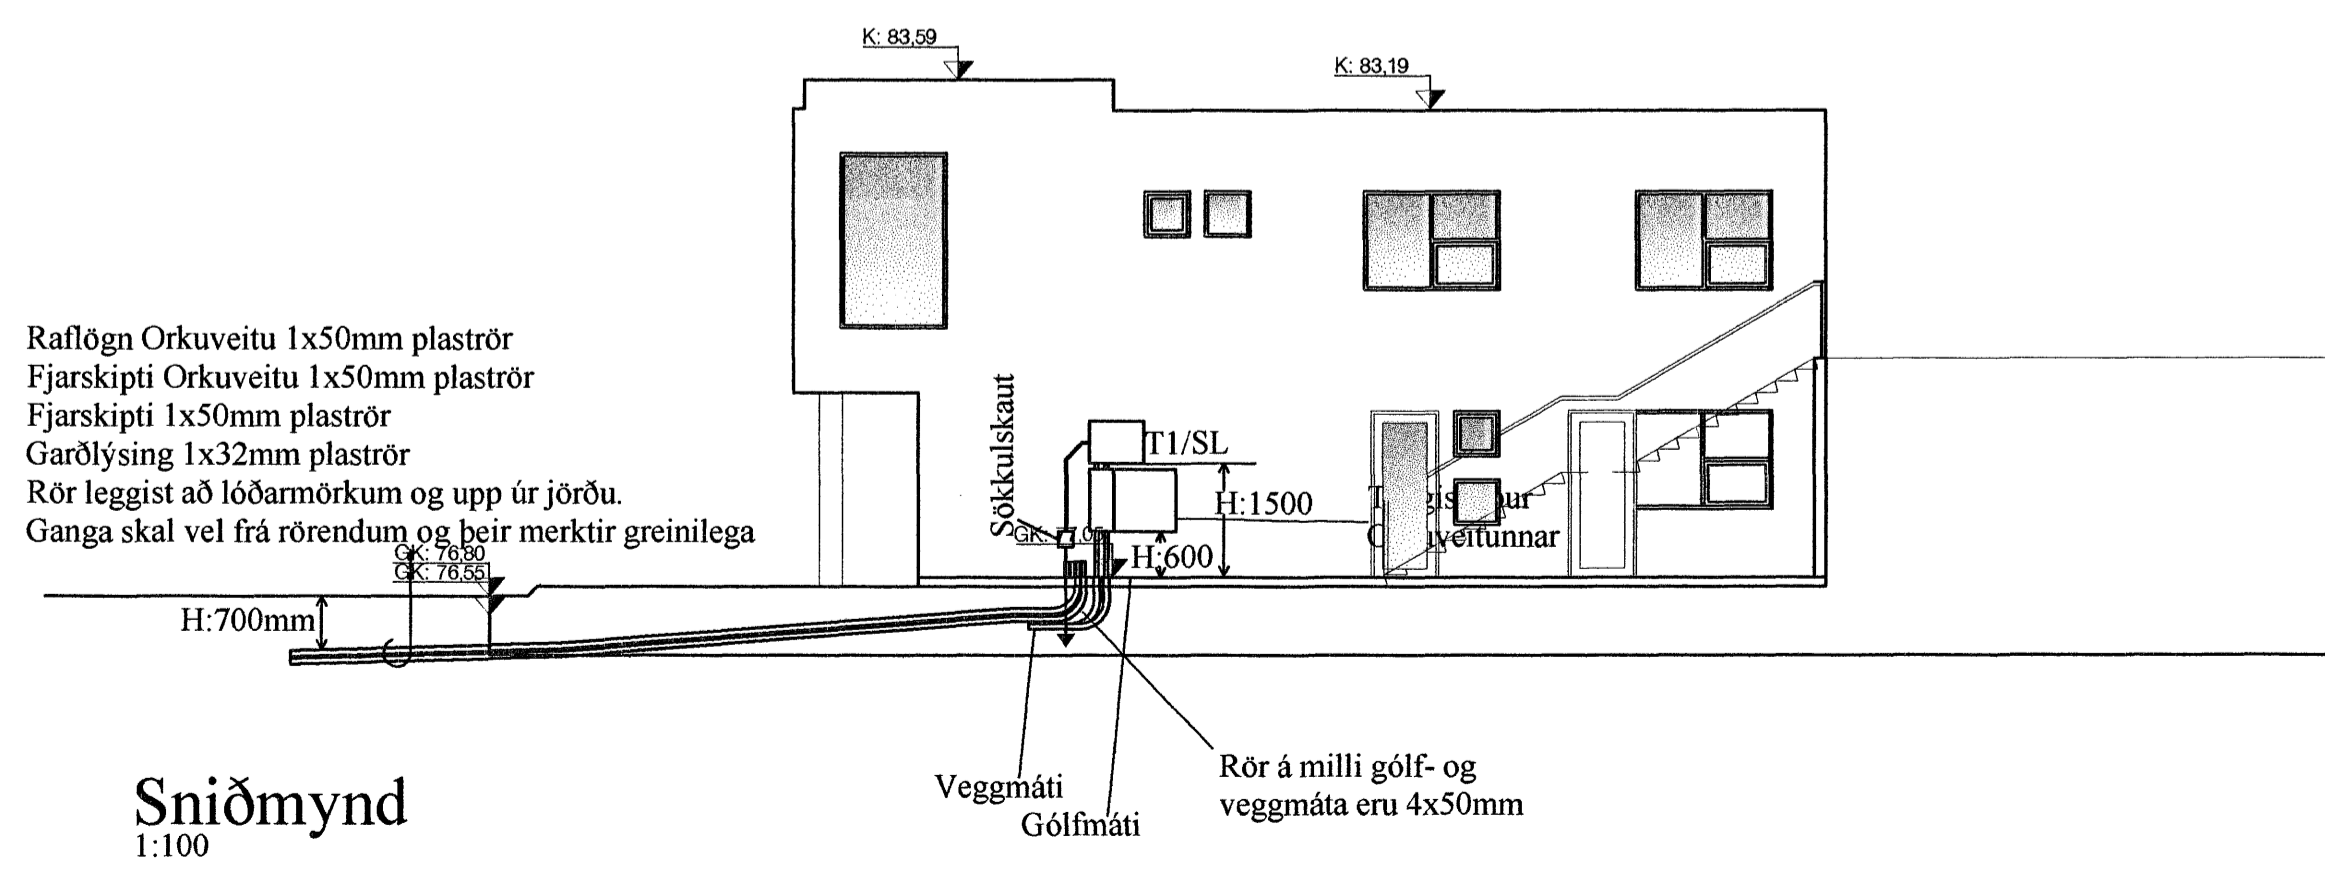 K: 83,59
K: 83,19
Raflögn Orkuveitu 1x50mm plaströr
Fjarskipti Orkuveitu 1x50mm plaströr
Fjarskipti 1x50mm plaströr
Garðlýsing 1x32mm plaströr
Rör leggist að lóðarmörkum og upp úr jörðu.
Ganga skal vel frá rörendum og þeir merktir greinilega
GK: 76,80
GK: 76,55
H:700mm
Sökkulskaut
T1/SL
H:1500
H:600
GK:
Veggmáti
Gólfmáti
Rör á milli gólf- og
veggmáta eru 4x50mm
Sniðmynd
1:100